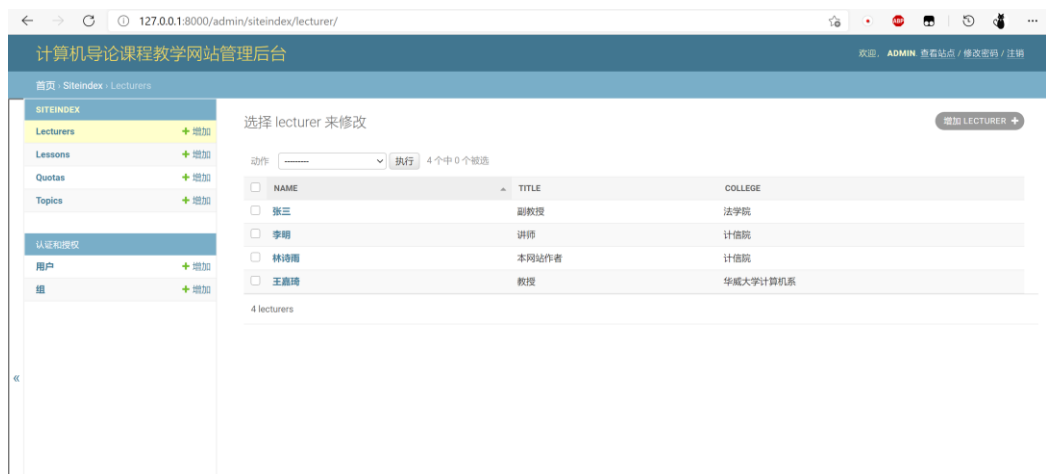 127.0.0.1:8000/admin/siteindex/lecturer/
ABP
计算机导论课程教学网站管理后台
欢迎，ADMIN. 查看站点 / 修改密码 / 注销
首页 › Siteindex › Lecturers
SITEINDEX
Lecturers + 增加
Lessons + 增加
Quotas + 增加
Topics + 增加
认证和授权
用户 + 增加
组 + 增加
«
选择 lecturer 来修改
增加 LECTURER +
动作 --------- 执行 4 个中 0 个被选
NAME TITLE COLLEGE
张三 副教授 法学院
李明 讲师 计信院
林诗雨 本网站作者 计信院
王嘉琦 教授 华威大学计算机系
4 lecturers